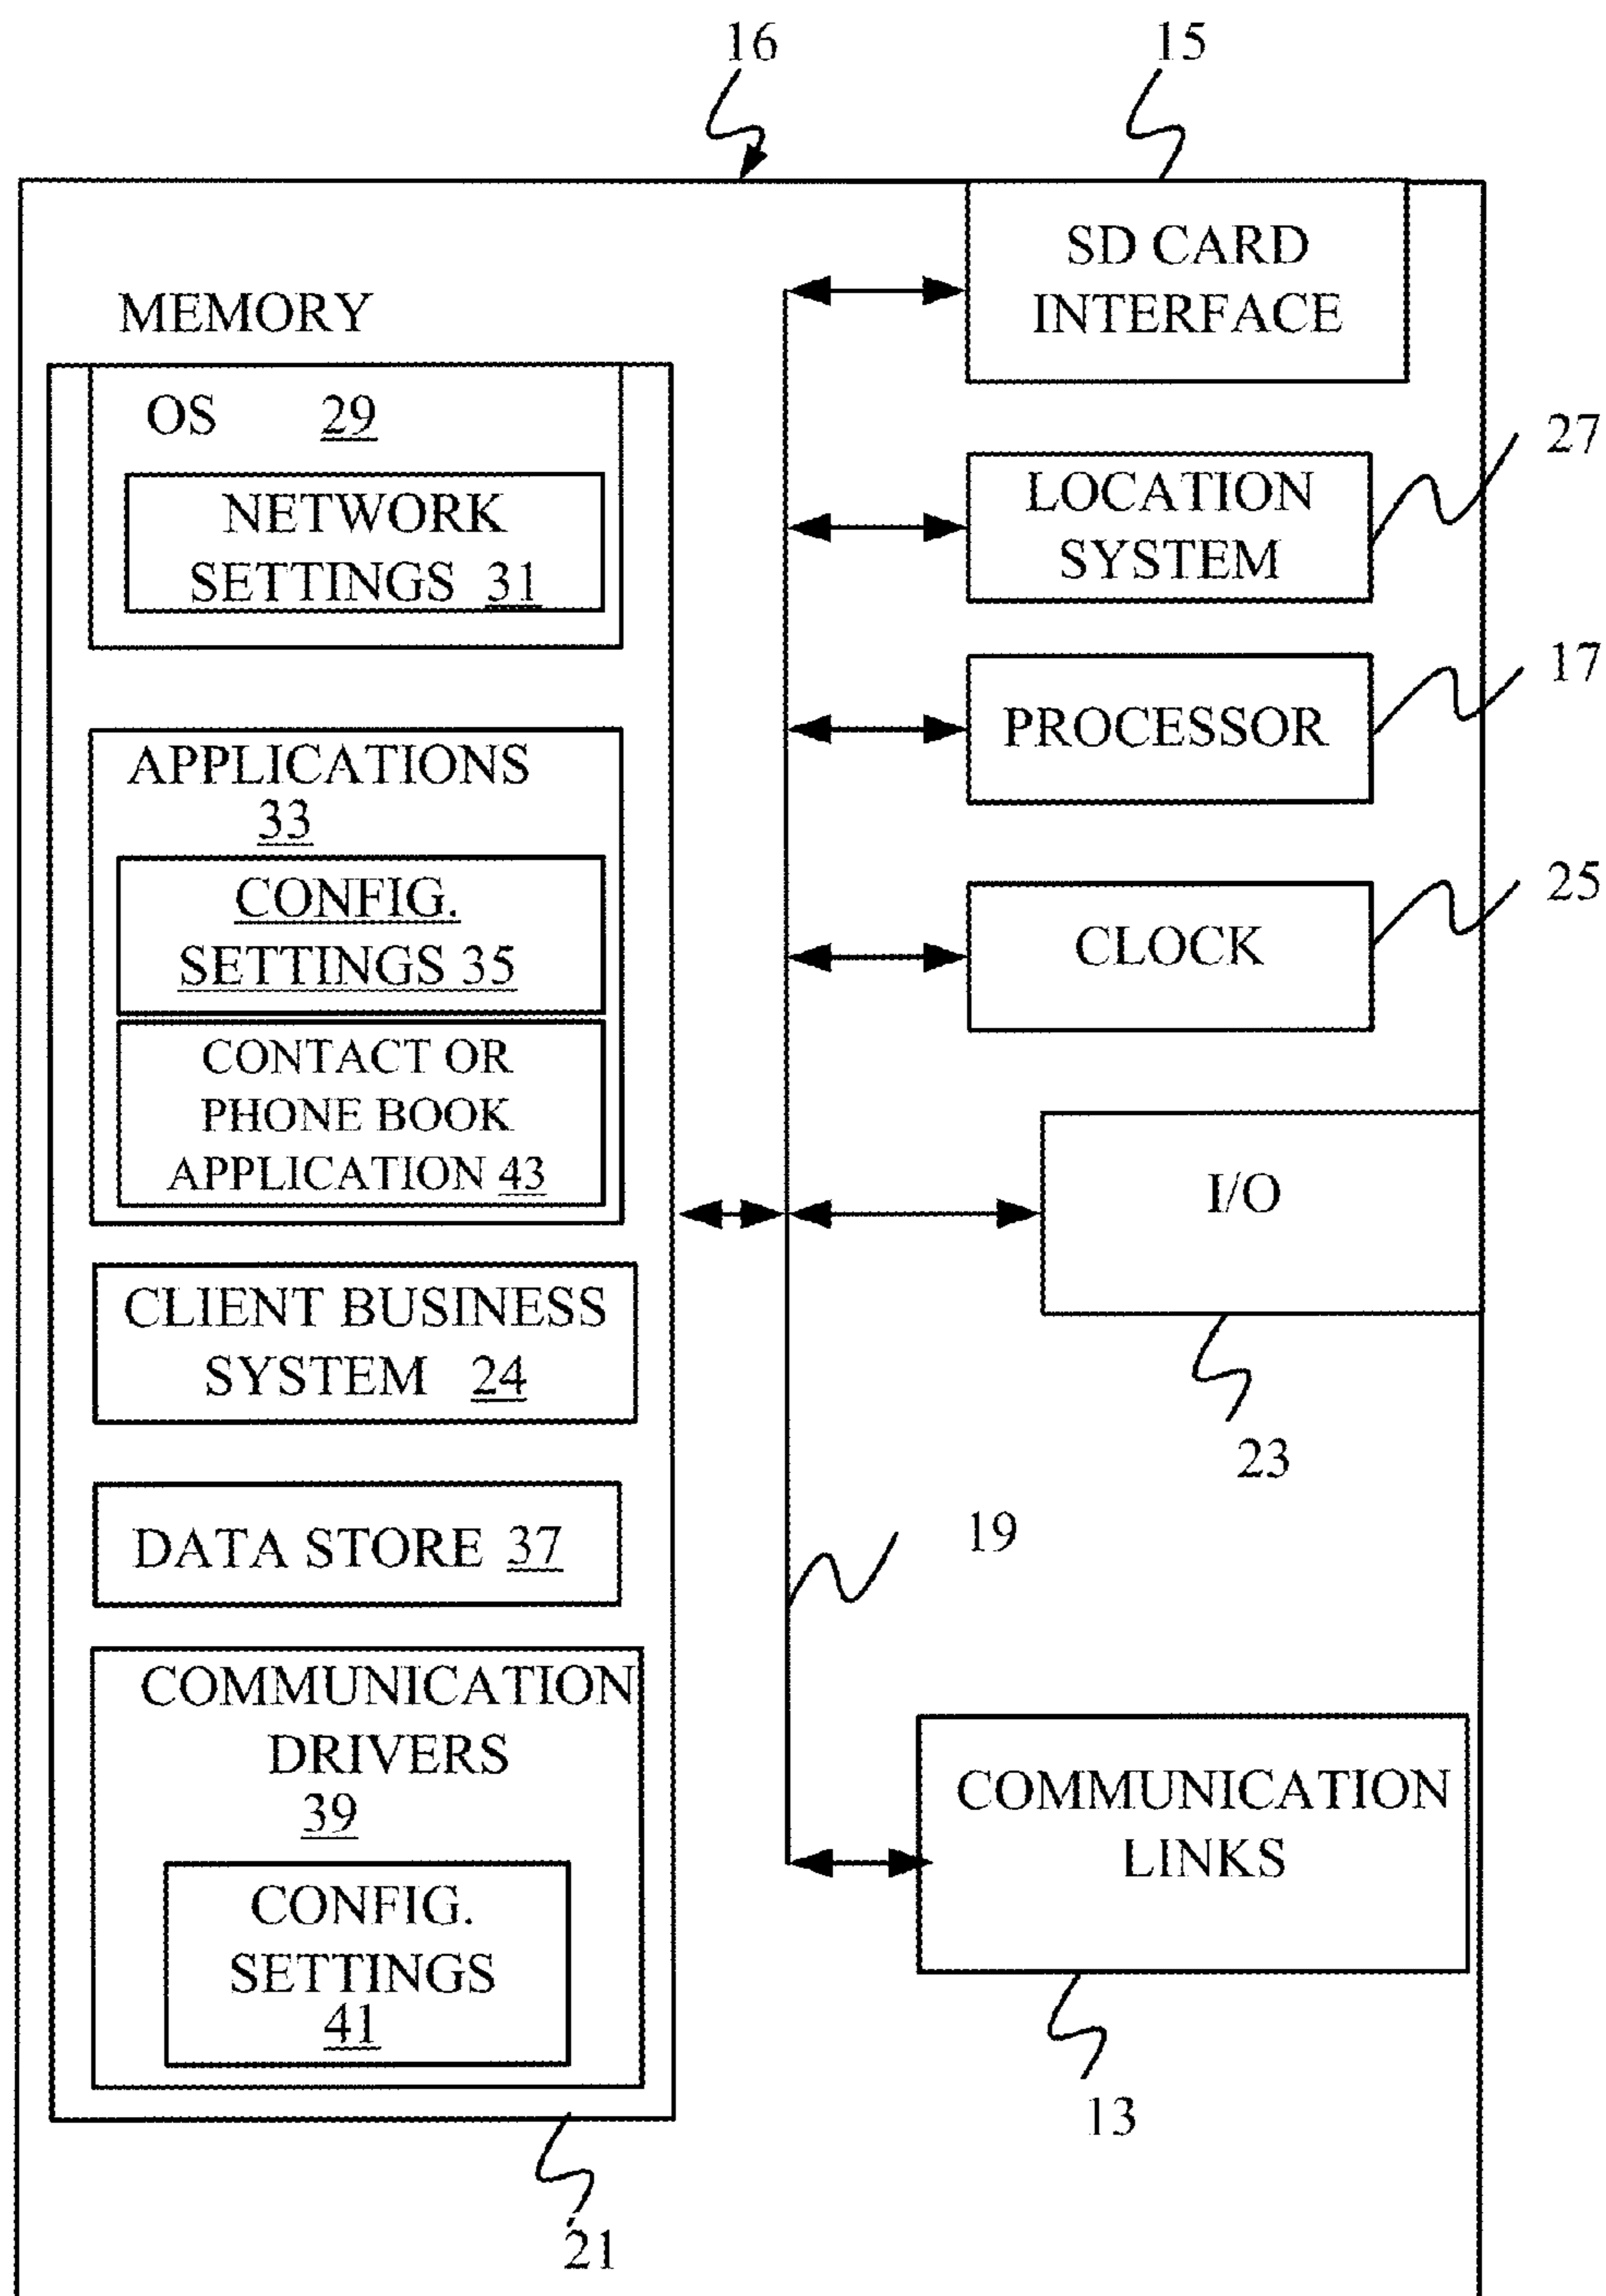 16
15
SD CARD
INTERFACE
MEMORY
OS 29
NETWORK
SETTINGS 31
LOCATION
SYSTEM
27
PROCESSOR
17
APPLICATIONS
33
CONFIG.
SETTINGS 35
CONTACT OR
PHONE BOOK
APPLICATION 43
CLOCK
25
I/O
23
CLIENT BUSINESS
SYSTEM 24
DATA STORE 37
19
COMMUNICATION
DRIVERS
39
CONFIG.
SETTINGS
41
COMMUNICATION
LINKS
13
21